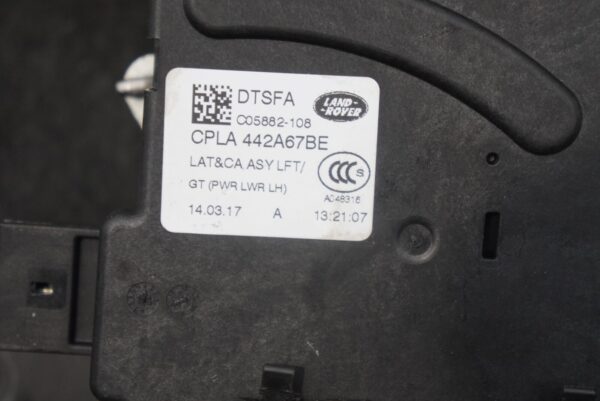 DTSFA
LAND-
-ROVER
C05882-108
CPLA 442A67BE
LAT&CA ASY LFT/
GT (PWR LWR LH)
CCC S
A048316
14.03.17 A 13:21:07